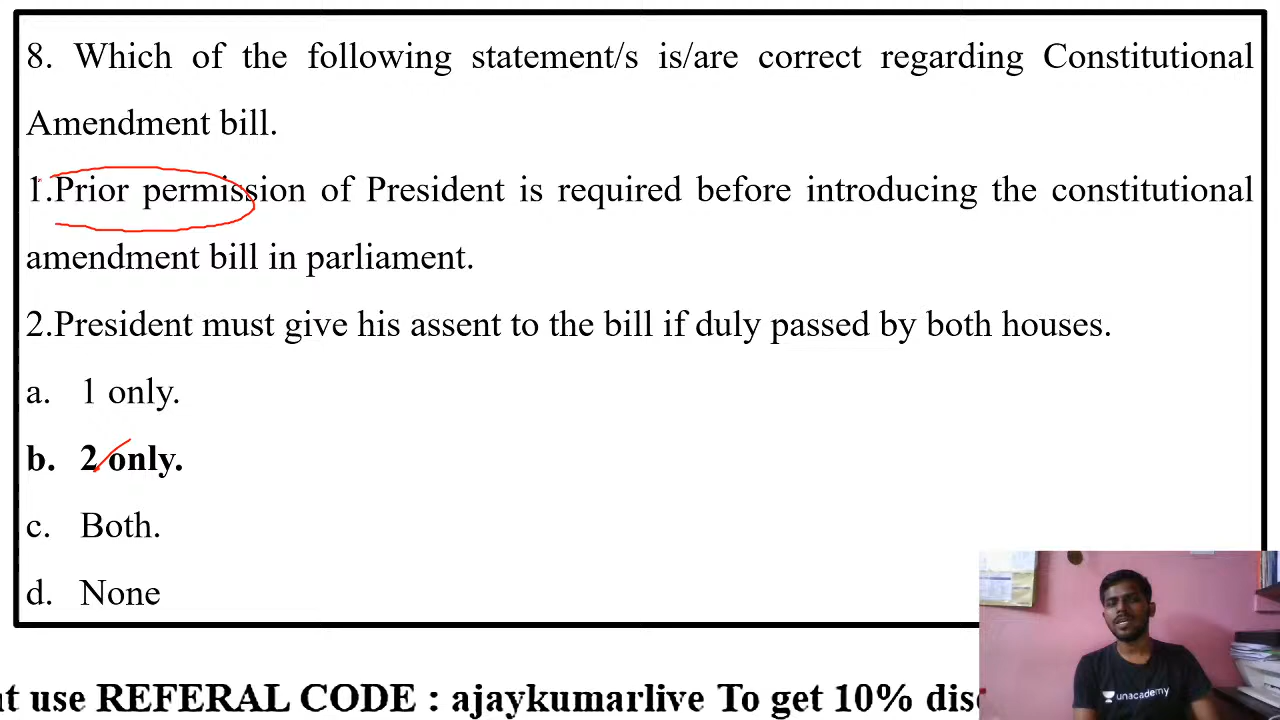 8. Which of the following statement/s is/are correct regarding Constitutional
Amendment bill.
1.Prior permission of President is required before introducing the constitutional
amendment bill in parliament.
2.President must give his assent to the bill if duly passed by both houses.
a. 1 only.
b. 2 only.
c. Both.
d. None
unacademy
use REFERAL CODE : ajaykumarlive To get 10%